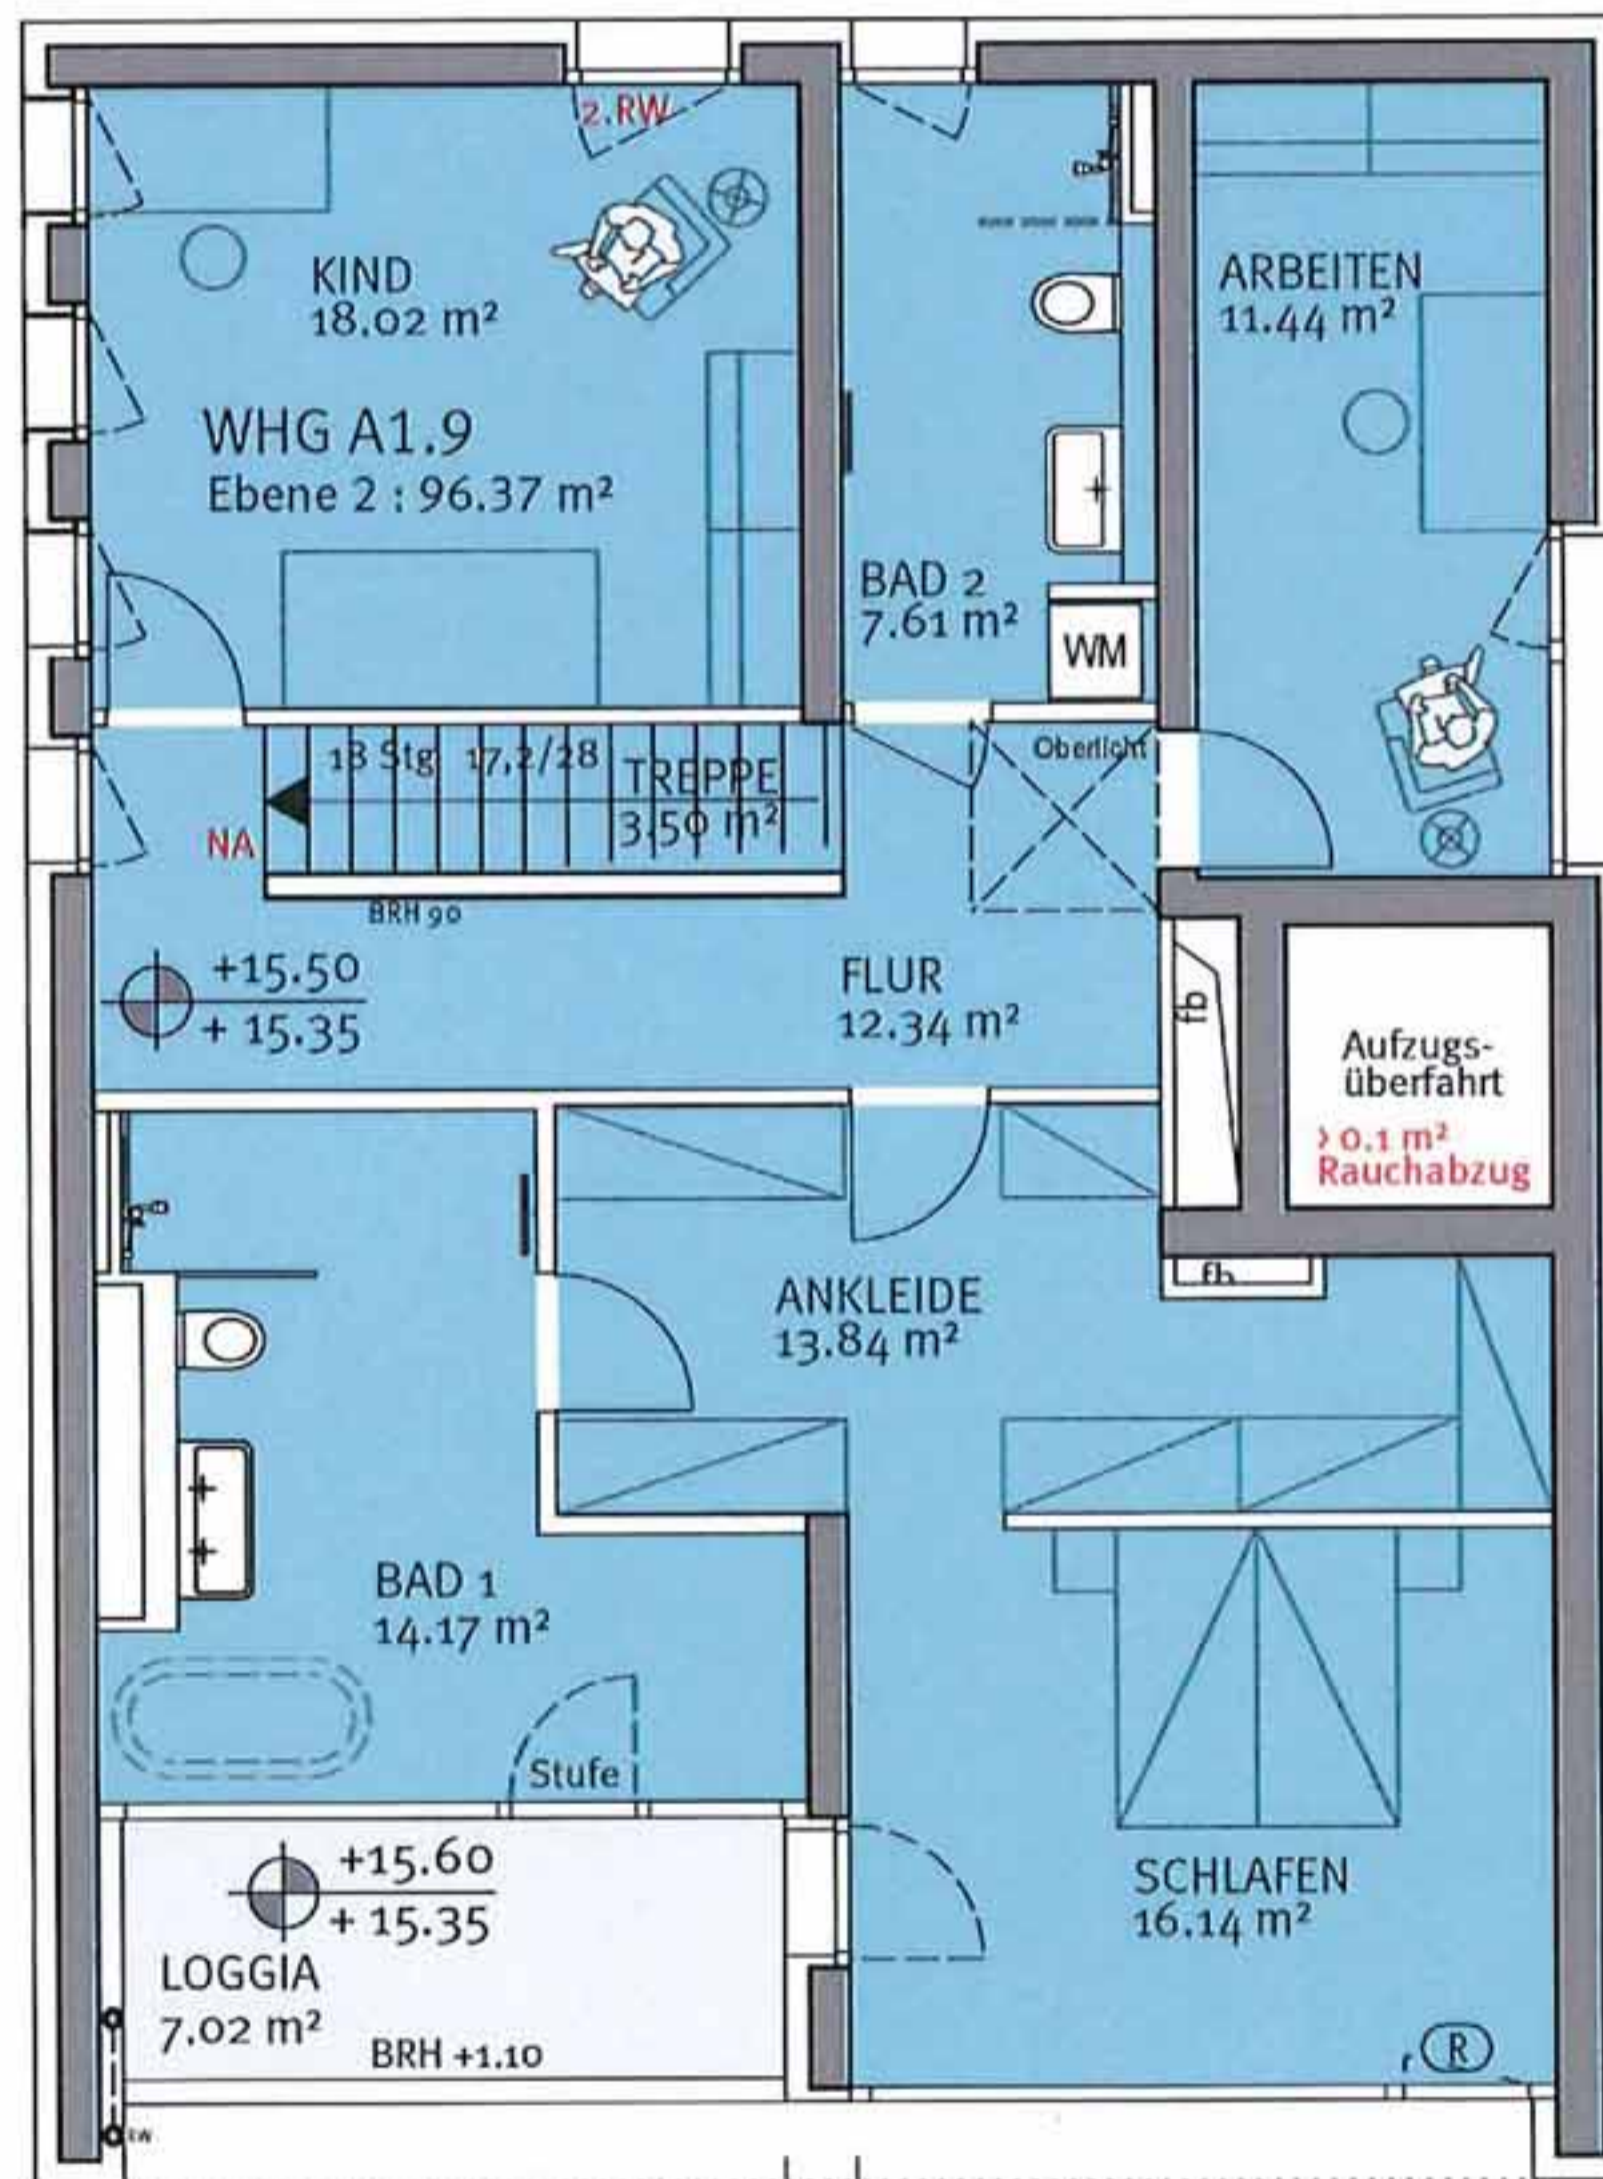 2.RW
KIND
18.02 m²
ARBEITEN
11.44 m²
WHG A1.9
Ebene 2 : 96.37 m²
BAD 2
7.61 m²
WM
18 Stg 17,2/28
TREPPE
3.50 m²
Oberlicht
NA
BRH 90
+15.50
+ 15.35
FLUR
12.34 m²
fb
Aufzugs-
überfahrt
> 0.1 m²
Rauchabzug
fb
ANKLEIDE
13.84 m²
BAD 1
14.17 m²
Stufe
+15.60
+ 15.35
SCHLAFEN
16.14 m²
LOGGIA
7.02 m²
BRH +1.10
r R
RW